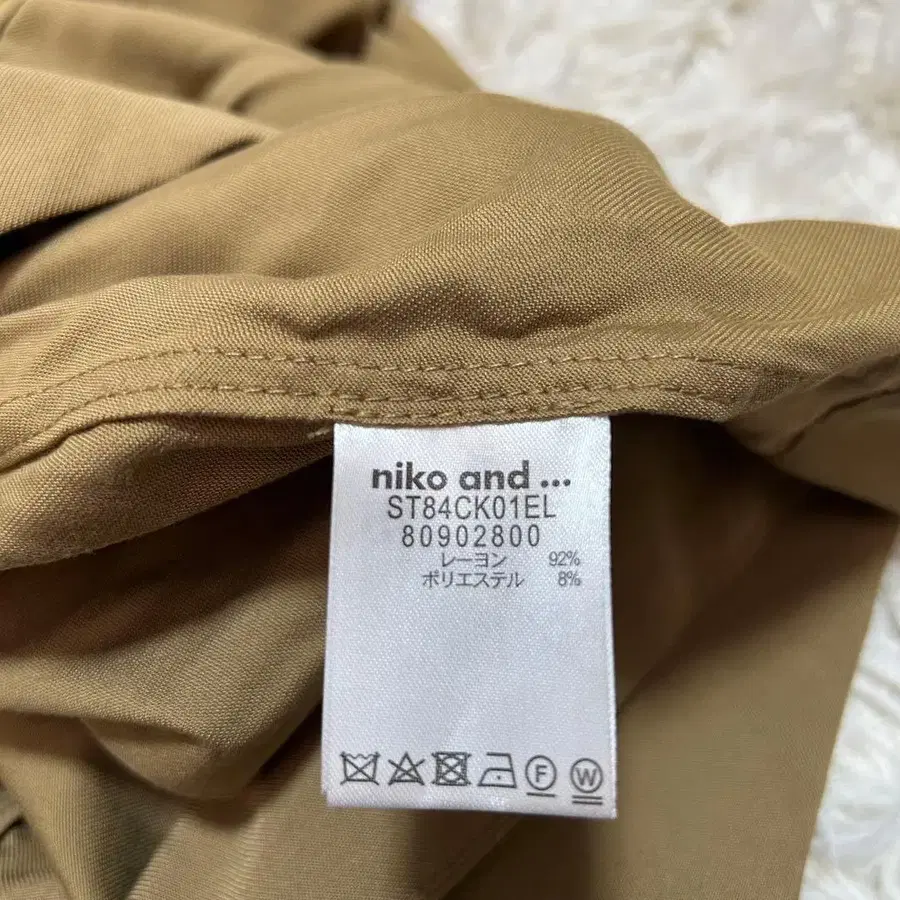 niko and ...
ST84CK01EL
80902800
レーヨン 92%
ポリエステル 8%
F W